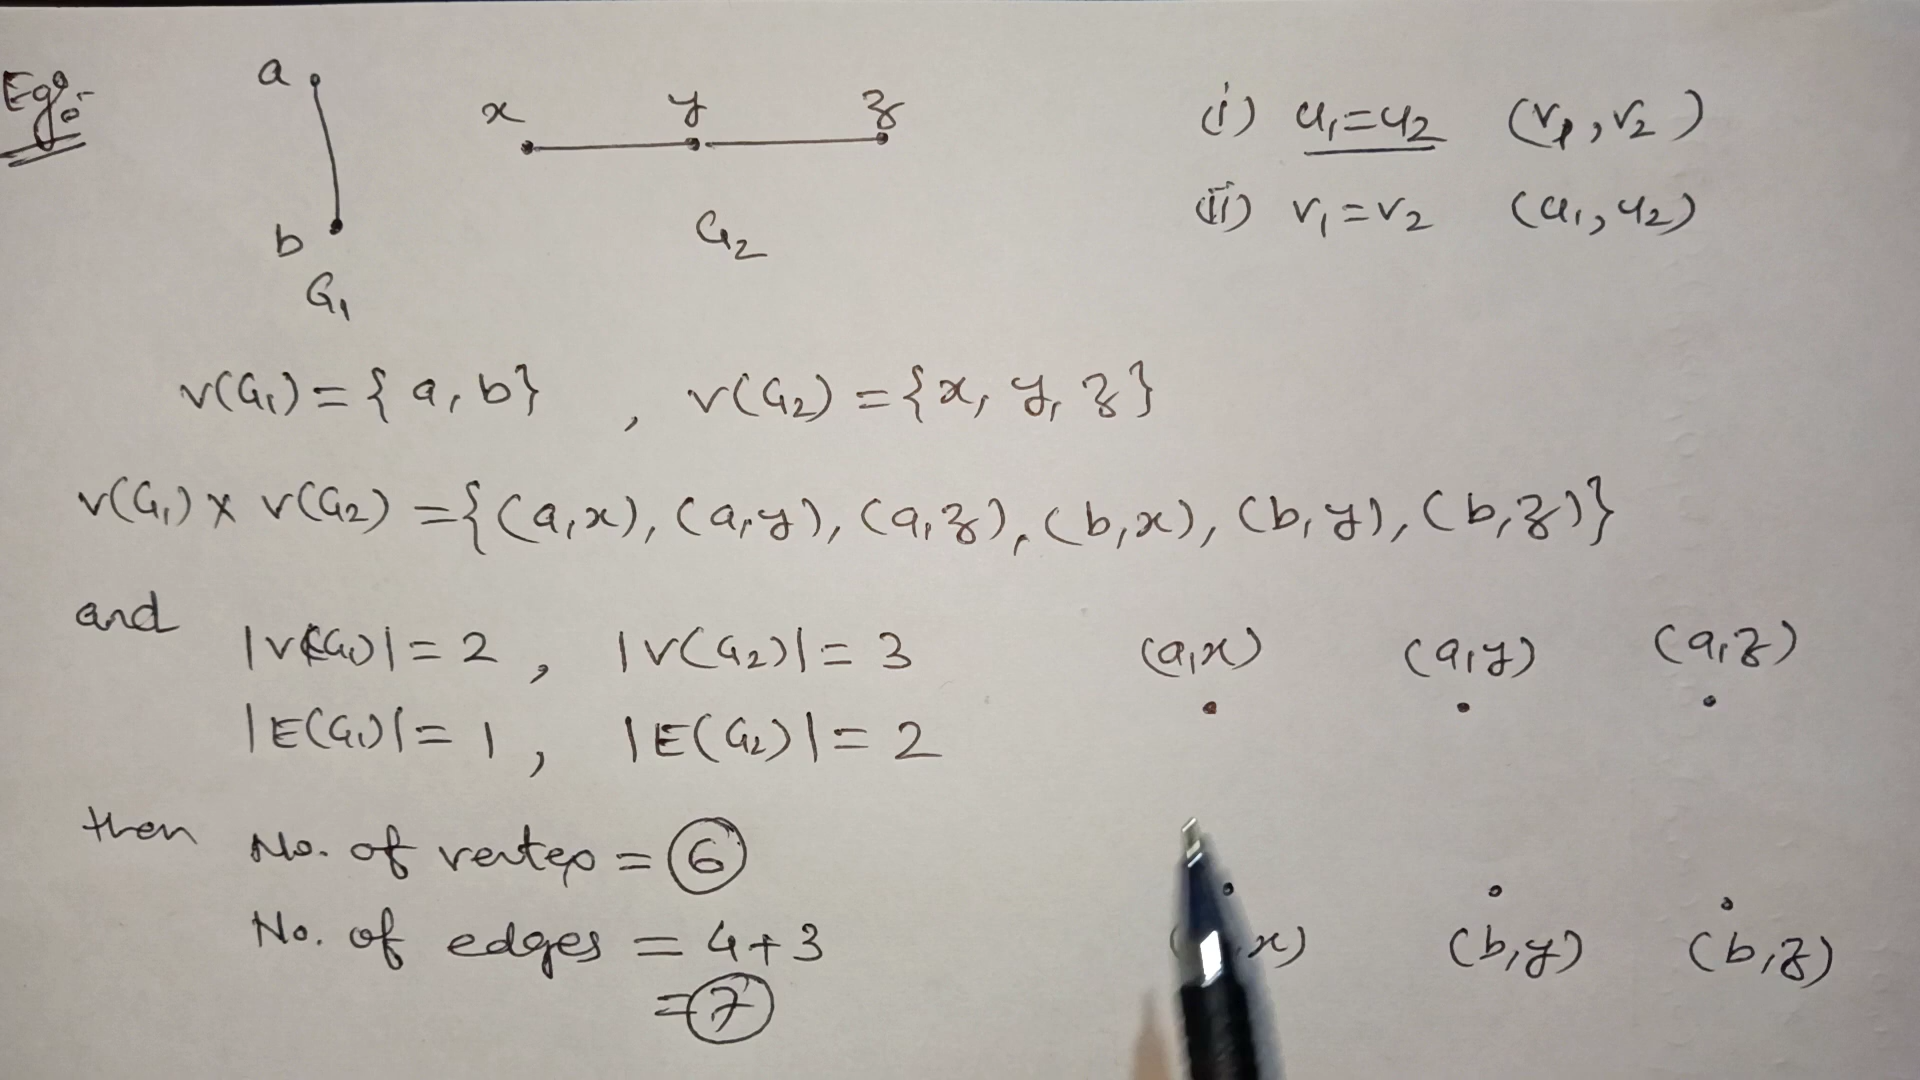 Eg:-
a
x y z
b
G₁
G₂
(i) u₁=u₂ (v₁, v₂)
(ii) v₁=v₂ (u₁, u₂)
v(G₁) = {a, b} , v(G₂) = {x, y, z}
v(G₁) x v(G₂) = {(a,x), (a,y), (a,z), (b,x), (b,y), (b,z)}
and
|v(G₁)| = 2 , |v(G₂)| = 3
|E(G₁)| = 1 , |E(G₂)| = 2
then No. of vertex = 6
No. of edges = 4+3
= 7
(a,x) (a,y) (a,z)
x) (b,y) (b,z)